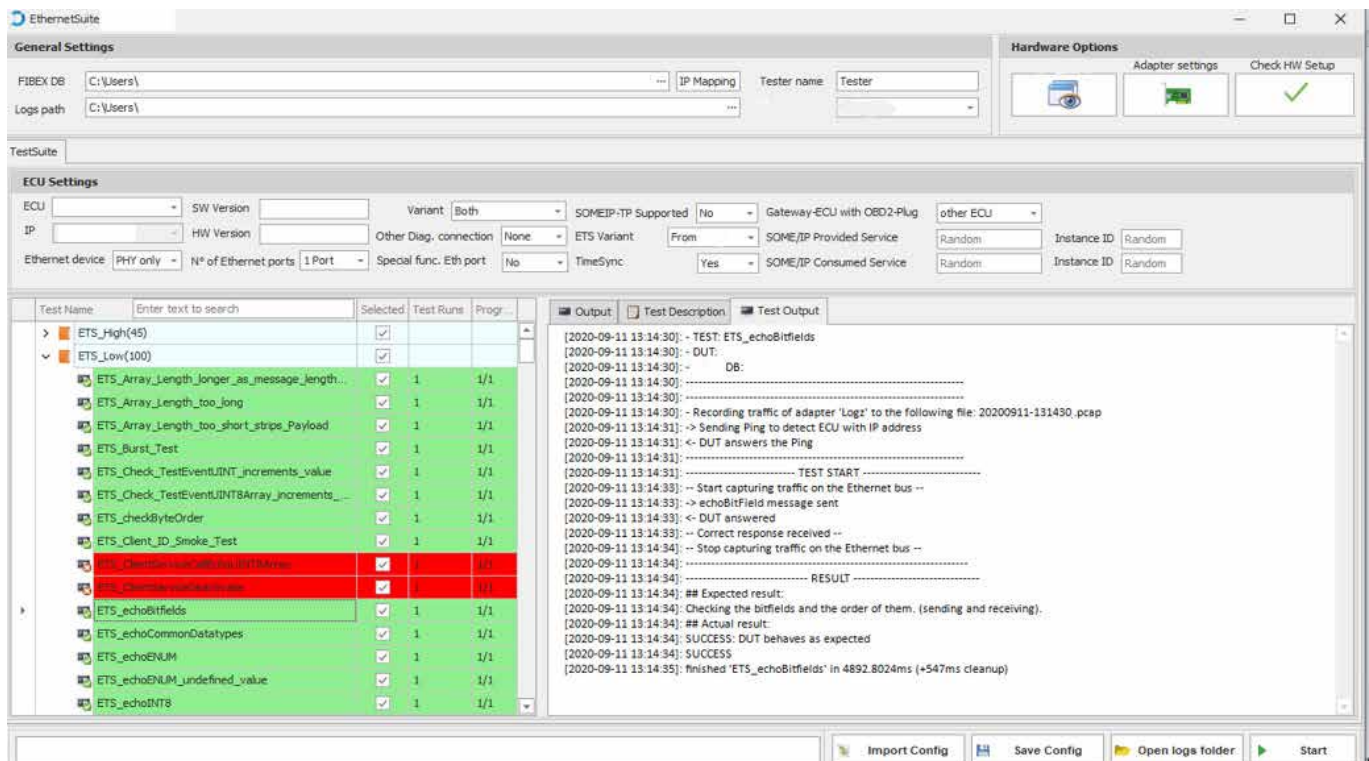 EthernetSuite
General Settings
Hardware Options
FIBEX DB C:\Users\ ... IP Mapping Tester name Tester
Adapter settings Check HW Setup
Logs path C:\Users\ ...
TestSuite
ECU Settings
ECU SW Version Variant Both SOMEIP-TP Supported No Gateway-ECU with OBD2-Plug other ECU
IP HW Version Other Diag. connection None ETS Variant From SOME/IP Provided Service Random Instance ID Random
Ethernet device PHY only N° of Ethernet ports 1 Port Special func. Eth port No TimeSync Yes SOME/IP Consumed Service Random Instance ID Random
Test Name Enter text to search Selected Test Runs Progr...
ETS_High(45)
ETS_Low(100)
ETS_Array_Length_longer_as_message_length... 1 1/1
ETS_Array_Length_too_long 1 1/1
ETS_Array_Length_too_short_strips_Payload 1 1/1
ETS_Burst_Test 1 1/1
ETS_Check_TestEventUINT_increments_value 1 1/1
ETS_Check_TestEventUINT8Array_increments_... 1 1/1
ETS_checkByteOrder 1 1/1
ETS_Client_ID_Smoke_Test 1 1/1
ETS_echoBitfields 1 1/1
ETS_echoCommonDatatypes 1 1/1
ETS_echoENUM 1 1/1
ETS_echoENUM_undefined_value 1 1/1
ETS_echoINT8 1 1/1
Output Test Description Test Output
[2020-09-11 13:14:30]: - TEST: ETS_echoBitfields
[2020-09-11 13:14:30]: - DUT:
[2020-09-11 13:14:30]: - DB:
[2020-09-11 13:14:30]: ----------------------------------------------------------------------
[2020-09-11 13:14:30]: ----------------------------------------------------------------------
[2020-09-11 13:14:30]: - Recording traffic of adapter 'Logz' to the following file: 20200911-131430 .pcap
[2020-09-11 13:14:31]: -> Sending Ping to detect ECU with IP address
[2020-09-11 13:14:31]: <- DUT answers the Ping
[2020-09-11 13:14:31]: ----------------------------------------------------------------------
[2020-09-11 13:14:31]: ---------------------------- TEST START ------------------------------
[2020-09-11 13:14:33]: -- Start capturing traffic on the Ethernet bus --
[2020-09-11 13:14:33]: -> echoBitField message sent
[2020-09-11 13:14:33]: <- DUT answered
[2020-09-11 13:14:33]: -- Correct response received --
[2020-09-11 13:14:34]: -- Stop capturing traffic on the Ethernet bus --
[2020-09-11 13:14:34]: ----------------------------------------------------------------------
[2020-09-11 13:14:34]: ------------------------------- RESULT --------------------------------
[2020-09-11 13:14:34]: ## Expected result:
[2020-09-11 13:14:34]: Checking the bitfields and the order of them. (sending and receiving).
[2020-09-11 13:14:34]: ## Actual result:
[2020-09-11 13:14:34]: SUCCESS: DUT behaves as expected
[2020-09-11 13:14:34]: SUCCESS
[2020-09-11 13:14:35]: finished 'ETS_echoBitfields' in 4892.8024ms (+547ms cleanup)
Import Config Save Config Open logs folder Start